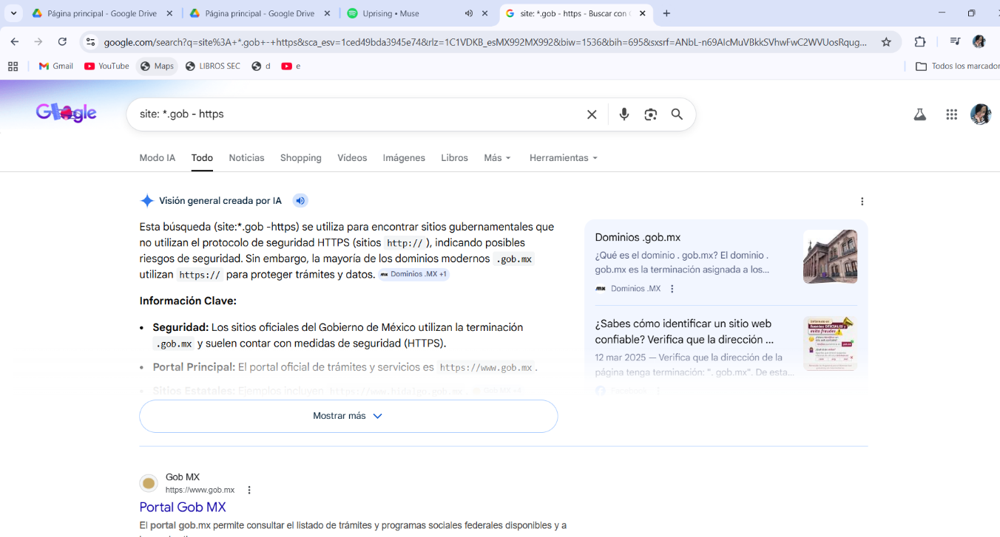 Página principal - Google Drive
Página principal - Google Drive
Uprising • Muse
site: *.gob - https - Buscar con G
google.com/search?q=site%3A+*.gob+-+https&sca_esv=1ced49bda3945e74&rlz=1C1VDKB_esMX992MX992&biw=1536&bih=695&sxsrf=ANbL-n69AIcMuVBkkSVhwFwC2WVUosRqug...
Gmail
YouTube
Maps
LIBROS SEC
d
e
Todos los marcador
Google
site: *.gob - https
Modo IA
Todo
Noticias
Shopping
Vídeos
Imágenes
Libros
Más
Herramientas
Visión general creada por IA
Esta búsqueda (site:*.gob -https) se utiliza para encontrar sitios gubernamentales que
no utilizan el protocolo de seguridad HTTPS (sitios http:// ), indicando posibles
riesgos de seguridad. Sin embargo, la mayoría de los dominios modernos .gob.mx
utilizan https:// para proteger trámites y datos. mx Dominios .MX +1
Información Clave:
• Seguridad: Los sitios oficiales del Gobierno de México utilizan la terminación
.gob.mx y suelen contar con medidas de seguridad (HTTPS).
• Portal Principal: El portal oficial de trámites y servicios es https://www.gob.mx .
• Sitios Estatales: Ejemplos incluyen https://www.hidalgo.gob.mx . Gob MX +4
Mostrar más
Dominios .gob.mx
¿Qué es el dominio . gob.mx? El dominio .
gob.mx es la terminación asignada a los...
.mx Dominios .MX
¿Sabes cómo identificar un sitio web
confiable? Verifica que la dirección ...
12 mar 2025 — Verifica que la dirección de la
página tenga terminación: ". gob.mx". De esta...
Facebook
Gob MX
https://www.gob.mx
Portal Gob MX
El portal gob.mx permite consultar el listado de trámites y programas sociales federales disponibles y a